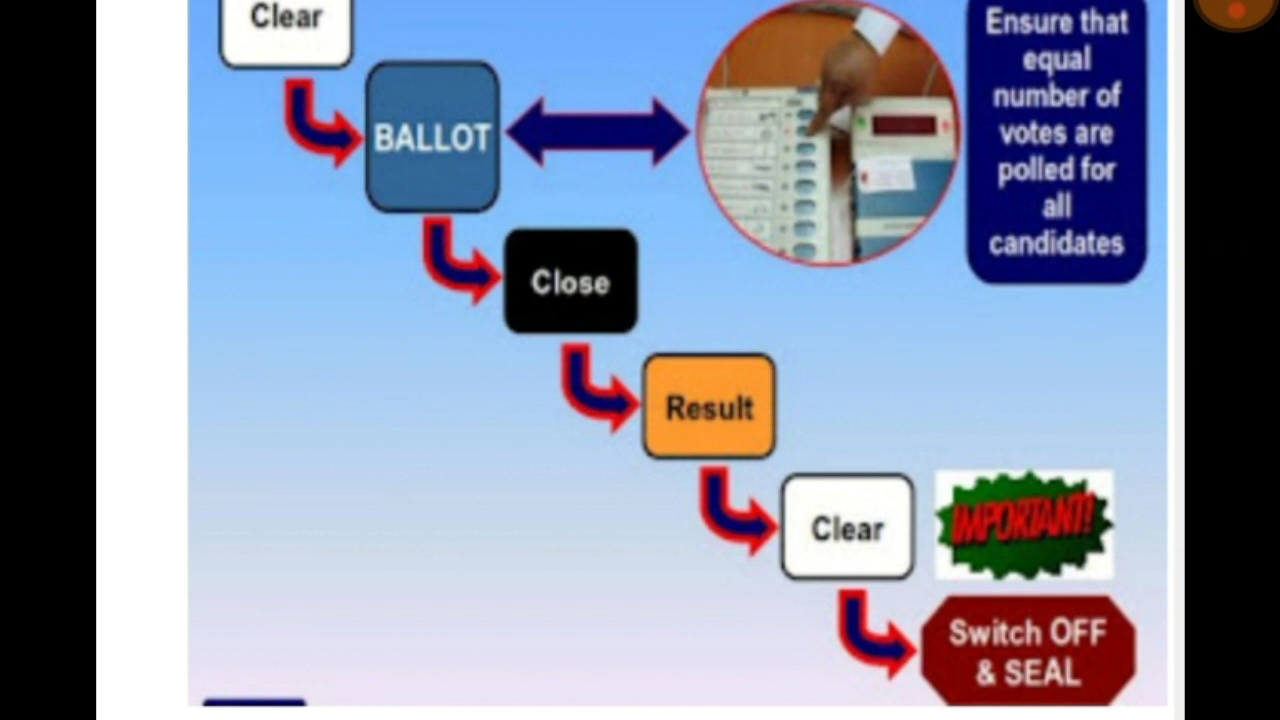 Clear
Ensure that
equal
number of
votes are
polled for
all
candidates
BALLOT
Close
Result
Clear
IMPORTANT!
Switch OFF
& SEAL